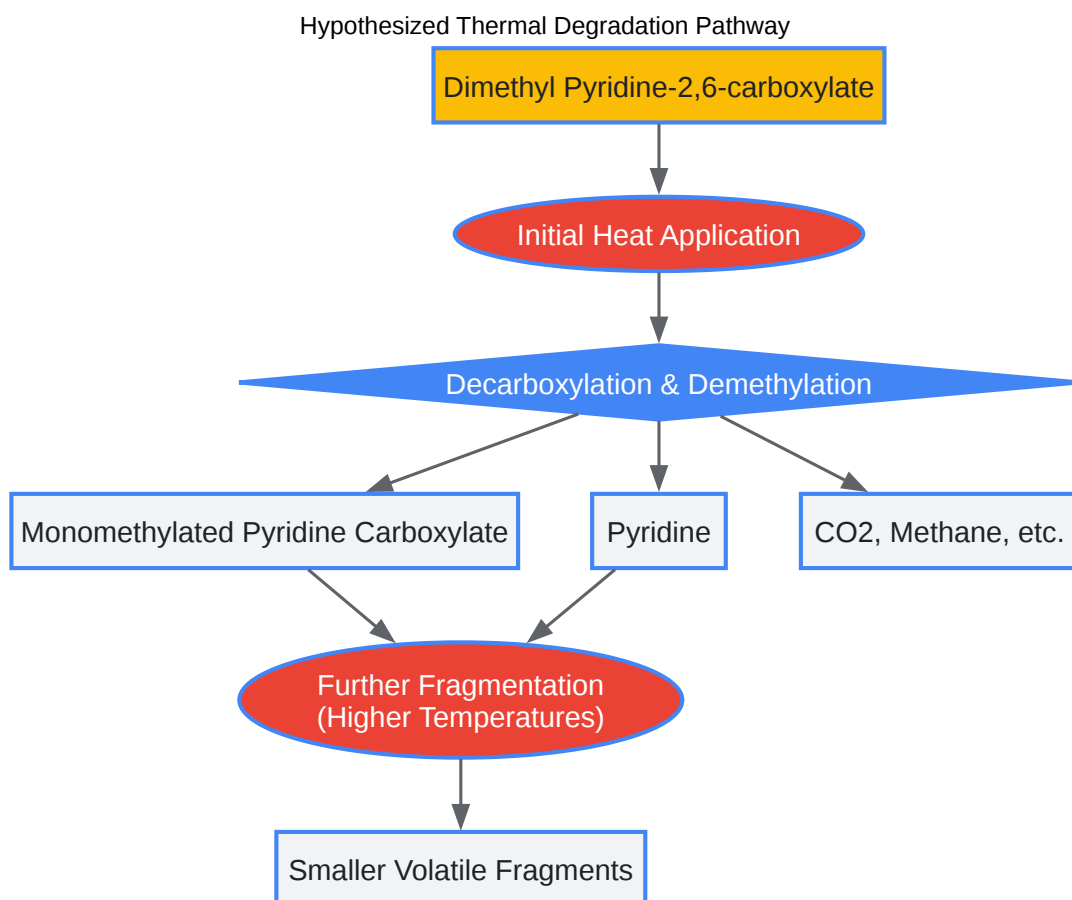 Hypothesized Thermal Degradation Pathway
Dimethyl Pyridine-2,6-carboxylate
Initial Heat Application
Decarboxylation & Demethylation
Monomethylated Pyridine Carboxylate
Pyridine
CO2, Methane, etc.
Further Fragmentation
(Higher Temperatures)
Smaller Volatile Fragments